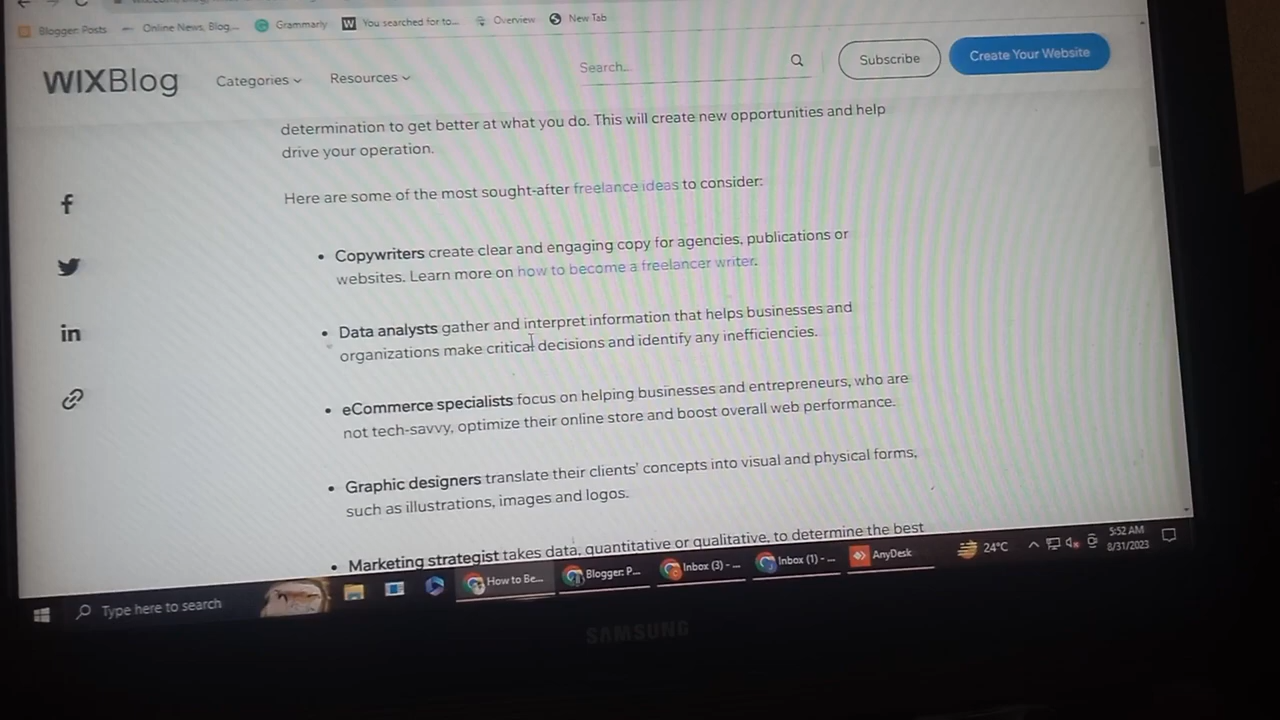 Blogger: Posts
Online News, Blog...
Grammarly
You searched for to...
Overview
New Tab
WIXBlog
Categories
Resources
Search...
Subscribe
Create Your Website
determination to get better at what you do. This will create new opportunities and help
drive your operation.
Here are some of the most sought-after freelance ideas to consider:
• Copywriters create clear and engaging copy for agencies, publications or
websites. Learn more on how to become a freelancer writer.
• Data analysts gather and interpret information that helps businesses and
organizations make critical decisions and identify any inefficiencies.
• eCommerce specialists focus on helping businesses and entrepreneurs, who are
not tech-savvy, optimize their online store and boost overall web performance.
• Graphic designers translate their clients' concepts into visual and physical forms,
such as illustrations, images and logos.
• Marketing strategist takes data, quantitative or qualitative, to determine the best
Type here to search
How to Be...
Blogger: P...
Inbox (3) - ...
Inbox (1) - ...
AnyDesk
24°C
5:52 AM
8/31/2023
SAMSUNG